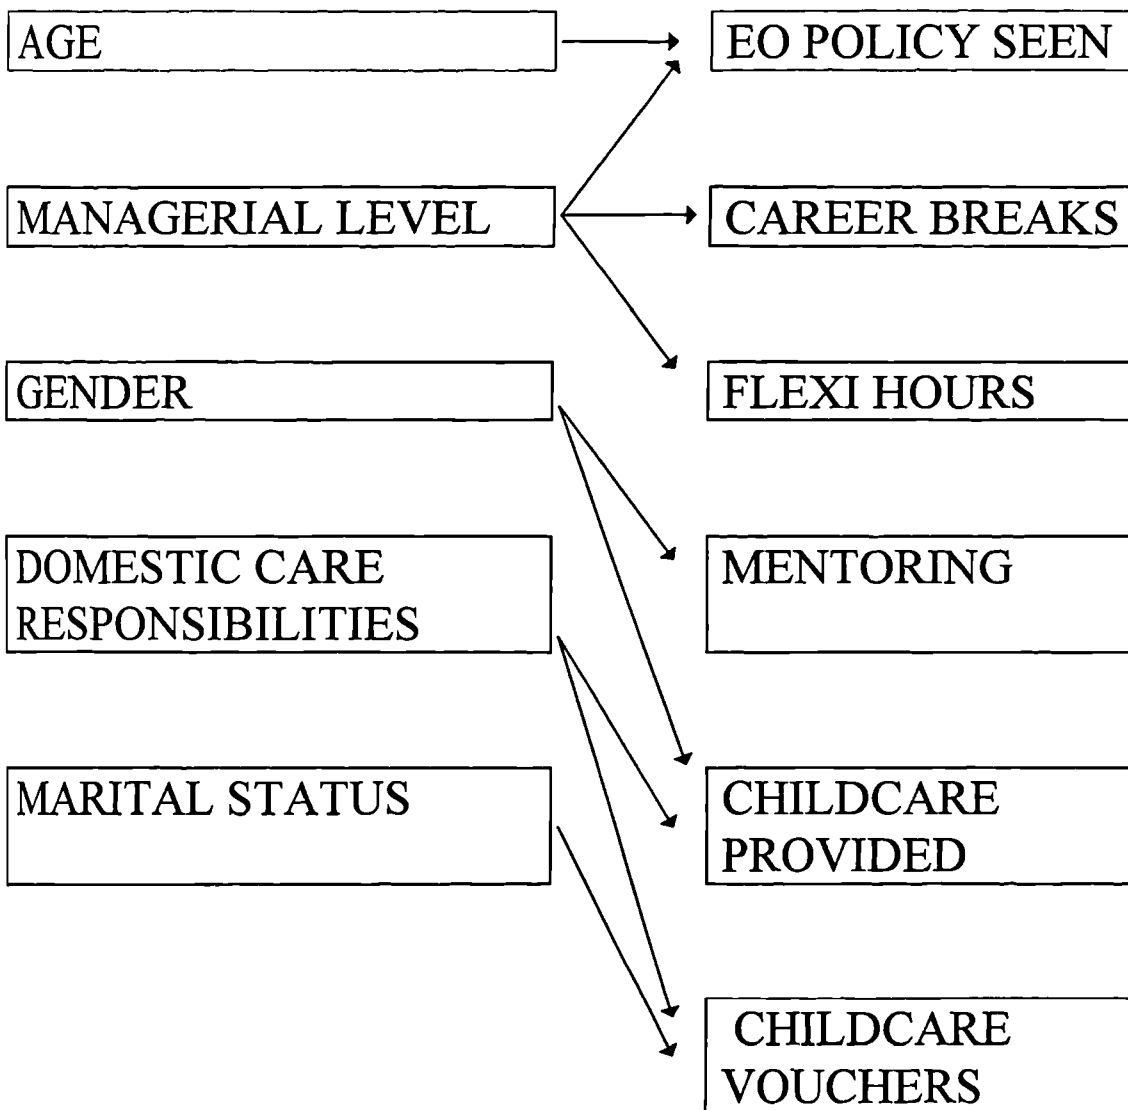 AGE
EO POLICY SEEN
MANAGERIAL LEVEL
CAREER BREAKS
GENDER
FLEXI HOURS
DOMESTIC CARE
RESPONSIBILITIES
MENTORING
MARITAL STATUS
CHILDCARE
PROVIDED
CHILDCARE
VOUCHERS